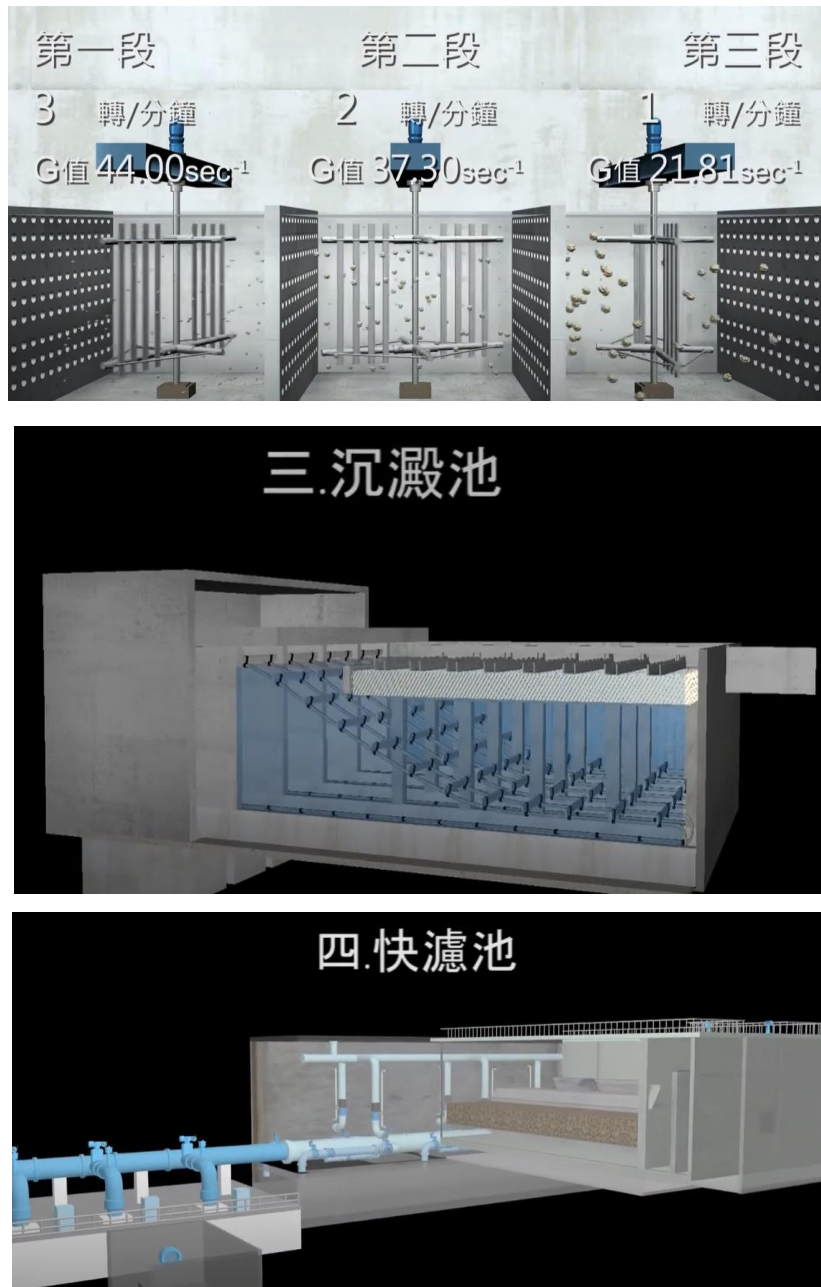 第一段 第二段 第三段
3 轉/分鐘 2 轉/分鐘 1 轉/分鐘
G值 44.00sec-1 G值 37.30sec-1 G值 21.81sec-1
三.沉澱池
四.快濾池